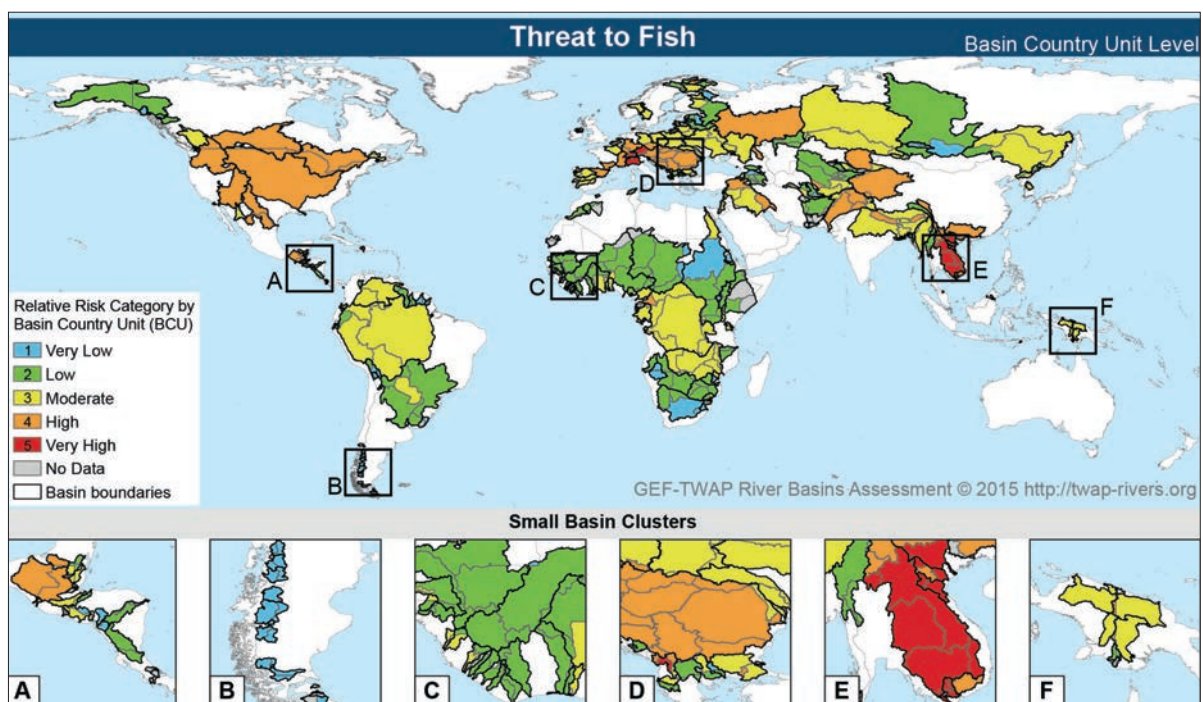 Threat to Fish
Basin Country Unit Level
A
B
C
D
E
F
Relative Risk Category by
Basin Country Unit (BCU)
1 Very Low
2 Low
3 Moderate
4 High
5 Very High
No Data
Basin boundaries
GEF-TWAP River Basins Assessment © 2015 http://twap-rivers.org
Small Basin Clusters
A
B
C
D
E
F